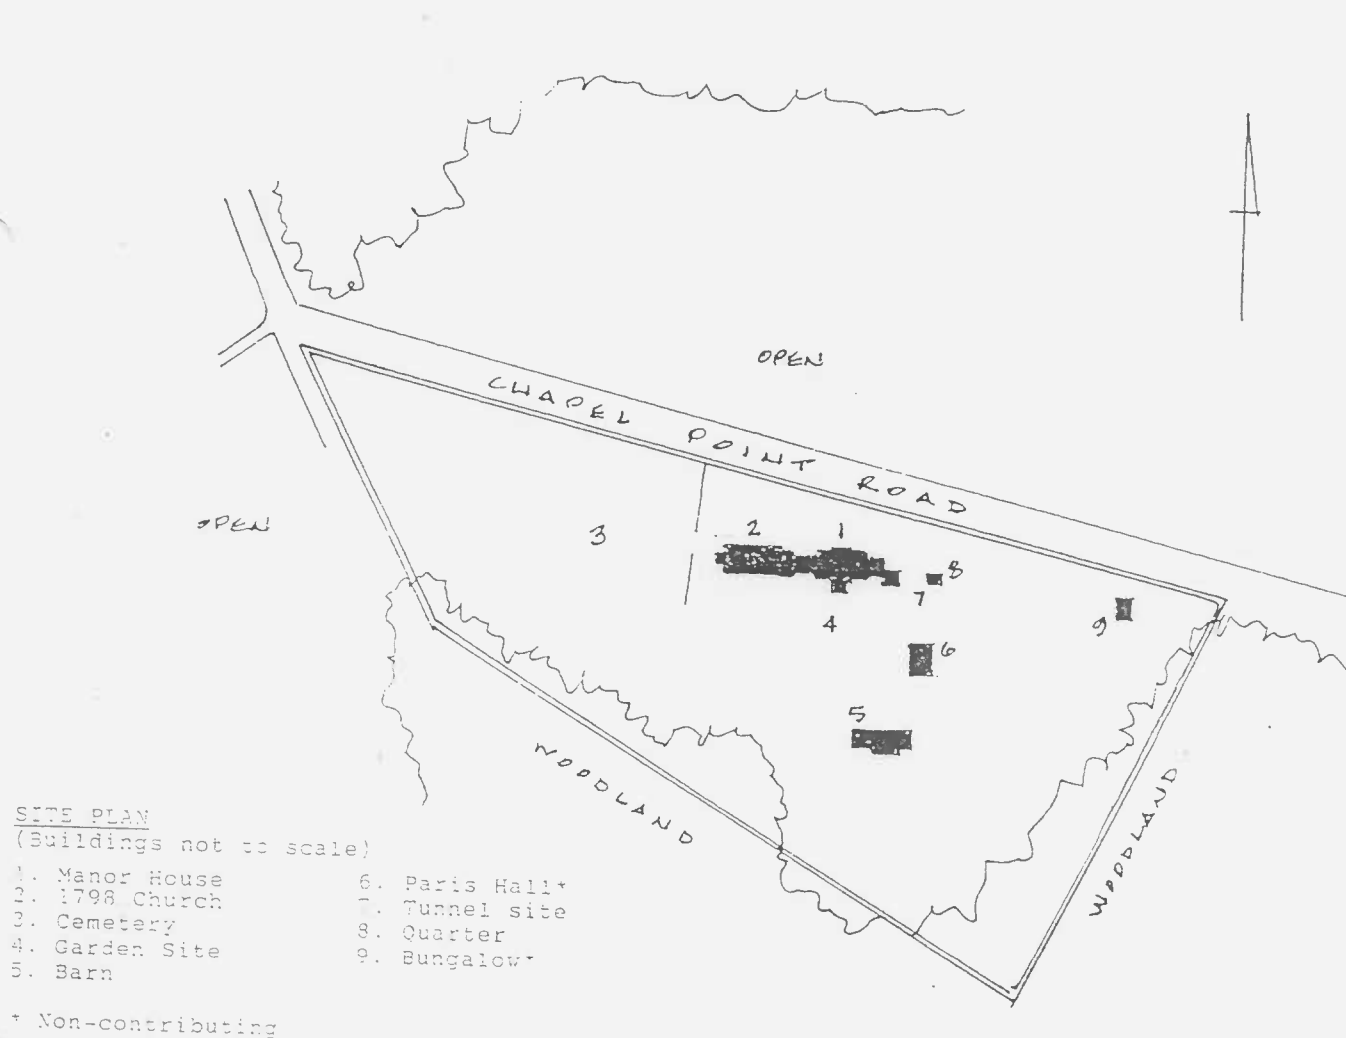 OPEN
CHAPEL POINT ROAD
OPEN
3
2
1
8
7
4
9
6
5
WOODLAND
WOODLAND
SITE PLAN
(Buildings not to scale)
1. Manor House
2. 1798 Church
3. Cemetery
4. Garden Site
5. Barn
6. Paris Hall*
7. Tunnel site
8. Quarter
9. Bungalow*
* Non-contributing